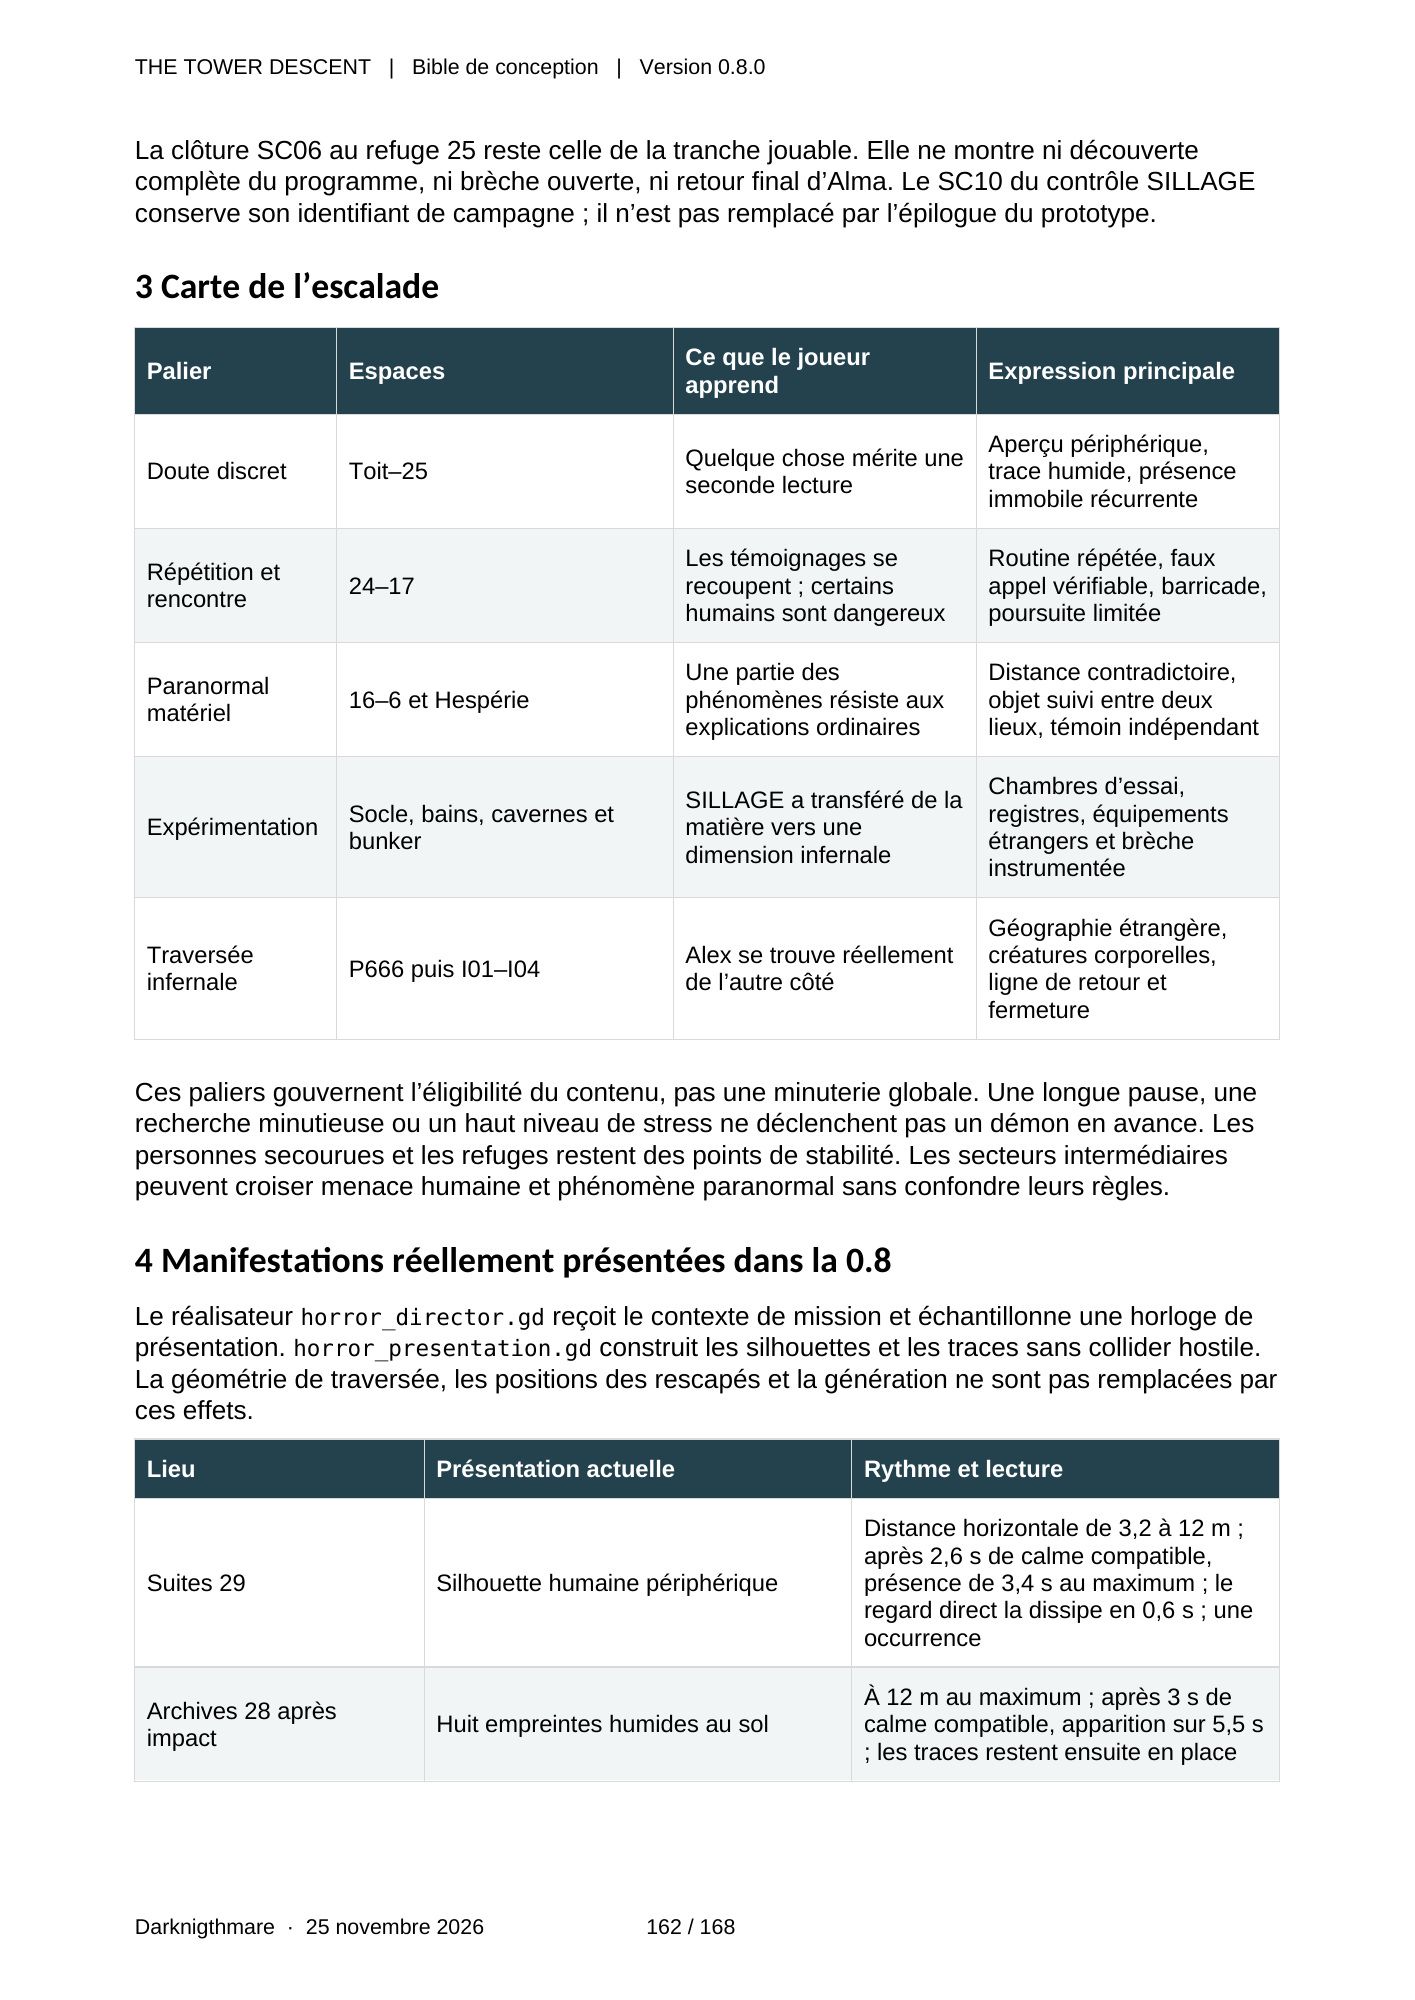 THE TOWER DESCENT | Bible de conception | Version 0.8.0
La clôture SC06 au refuge 25 reste celle de la tranche jouable. Elle ne montre ni découverte
complète du programme, ni brèche ouverte, ni retour final d’Alma. Le SC10 du contrôle SILLAGE
conserve son identifiant de campagne ; il n’est pas remplacé par l’épilogue du prototype.
3 Carte de l’escalade
Palier
Espaces
Ce que le joueur
apprend
Expression principale
Doute discret
Toit–25
Quelque chose mérite une
seconde lecture
Aperçu périphérique,
trace humide, présence
immobile récurrente
Répétition et
rencontre
24–17
Les témoignages se
recoupent ; certains
humains sont dangereux
Routine répétée, faux
appel vérifiable, barricade,
poursuite limitée
Paranormal
matériel
16–6 et Hespérie
Une partie des
phénomènes résiste aux
explications ordinaires
Distance contradictoire,
objet suivi entre deux
lieux, témoin indépendant
Expérimentation
Socle, bains, cavernes et
bunker
SILLAGE a transféré de la
matière vers une
dimension infernale
Chambres d’essai,
registres, équipements
étrangers et brèche
instrumentée
Traversée
infernale
P666 puis I01–I04
Alex se trouve réellement
de l’autre côté
Géographie étrangère,
créatures corporelles,
ligne de retour et
fermeture
Ces paliers gouvernent l’éligibilité du contenu, pas une minuterie globale. Une longue pause, une
recherche minutieuse ou un haut niveau de stress ne déclenchent pas un démon en avance. Les
personnes secourues et les refuges restent des points de stabilité. Les secteurs intermédiaires
peuvent croiser menace humaine et phénomène paranormal sans confondre leurs règles.
4 Manifestations réellement présentées dans la 0.8
Le réalisateur horror_director.gd reçoit le contexte de mission et échantillonne une horloge de
présentation. horror_presentation.gd construit les silhouettes et les traces sans collider hostile.
La géométrie de traversée, les positions des rescapés et la génération ne sont pas remplacées par
ces effets.
Lieu
Présentation actuelle
Rythme et lecture
Suites 29
Silhouette humaine périphérique
Distance horizontale de 3,2 à 12 m ;
après 2,6 s de calme compatible,
présence de 3,4 s au maximum ; le
regard direct la dissipe en 0,6 s ; une
occurrence
Archives 28 après
impact
Huit empreintes humides au sol
À 12 m au maximum ; après 3 s de
calme compatible, apparition sur 5,5 s
; les traces restent ensuite en place
Darknigthmare · 25 novembre 2026
162 / 168